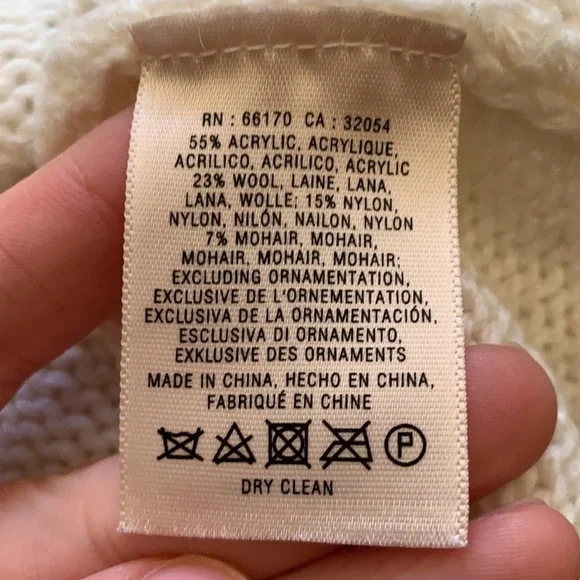 RN : 66170 CA : 32054
55% ACRYLIC, ACRYLIQUE,
ACRILICO, ACRILICO, ACRYLIC
23% WOOL, LAINE, LANA,
LANA, WOLLE; 15% NYLON,
NYLON, NILÓN, NAILON, NYLÓN
7% MOHAIR, MOHAIR,
MOHAIR, MOHAIR, MOHAIR;
EXCLUDING ORNAMENTATION,
EXCLUSIVE DE L'ORNEMENTATION,
EXCLUSIVA DE LA ORNAMENTACIÓN,
ESCLUSIVA DI ORNAMENTO,
EXKLUSIVE DES ORNAMENTS
MADE IN CHINA, HECHO EN CHINA,
FABRIQUÉ EN CHINE
P
DRY CLEAN